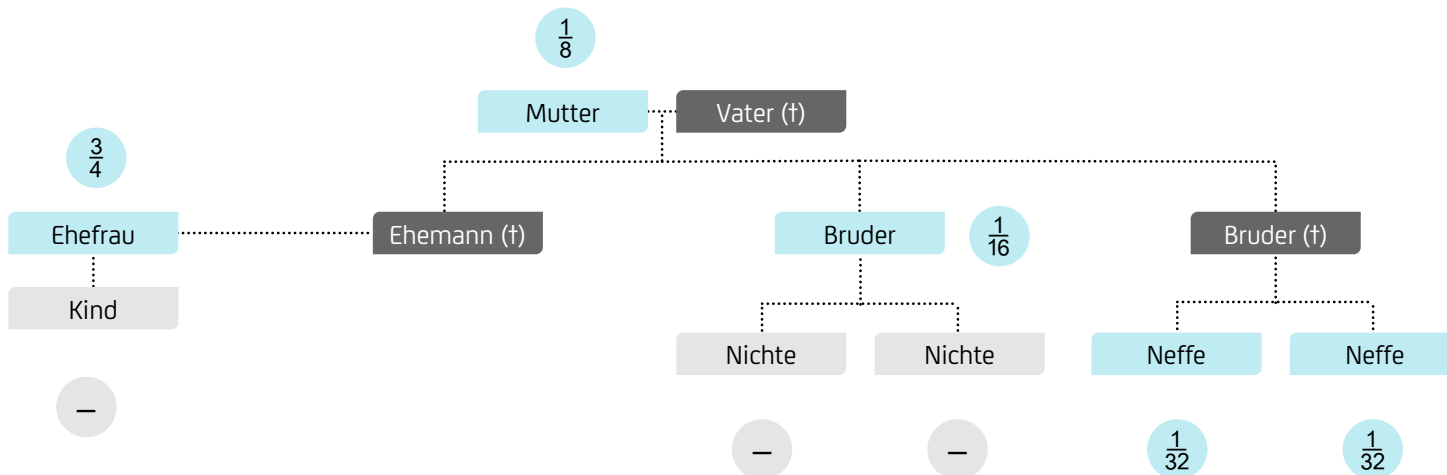 1/8
Mutter
Vater (†)
3/4
Ehefrau
Ehemann (†)
Bruder
1/16
Bruder (†)
Kind
Nichte
Nichte
Neffe
Neffe
–
–
–
1/32
1/32